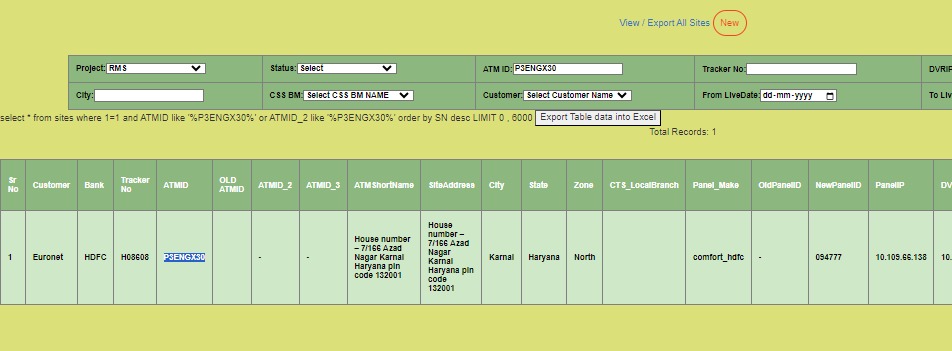 View / Export All Sites New
Project: RMS Status: Select ATM ID: P3ENGX30 Tracker No: DVRIP
City: CSS BM: Select CSS BM NAME Customer: Select Customer Name From LiveDate: dd-mm-yyyy To Liv
select * from sites where 1=1 and ATMID like '%P3ENGX30%' or ATMID_2 like '%P3ENGX30%' order by SN desc LIMIT 0 , 6000 Export Table data into Excel
Total Records: 1
Sr No Customer Bank Tracker No ATMID OLD ATMID ATMID_2 ATMID_3 ATMShortName SiteAddress City State Zone CTS_LocalBranch Panel_Make OldPanelID NewPanelID PanelIP DV
1 Euronet HDFC H08608 P3ENGX30 - - House number – 7/166 Azad Nagar Karnal Haryana pin code 132001 House number – 7/166 Azad Nagar Karnal Haryana pin code 132001 Karnal Haryana North comfort_hdfc - 094777 10.109.66.138 10.